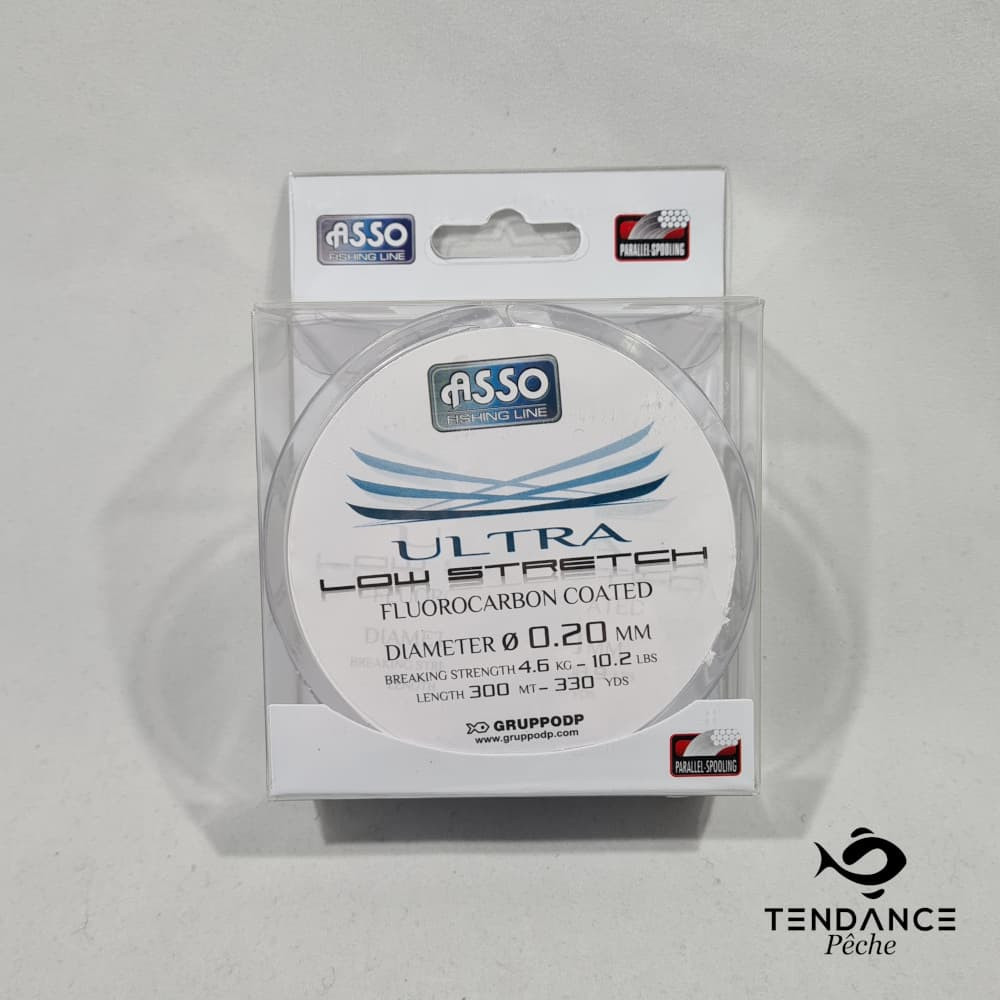 ASSO
FISHING LINE
PARALLEL-SPOOLING
ASSO
FISHING LINE
ULTRA
LOW STRETCH
FLUOROCARBON COATED
DIAMETER Ø 0.20 MM
BREAKING STRENGTH 4.6 KG - 10.2 LBS
LENGTH 300 MT - 330 YDS
GRUPPODP
www.gruppodp.com
PARALLEL-SPOOLING
TENDANCE
Pêche